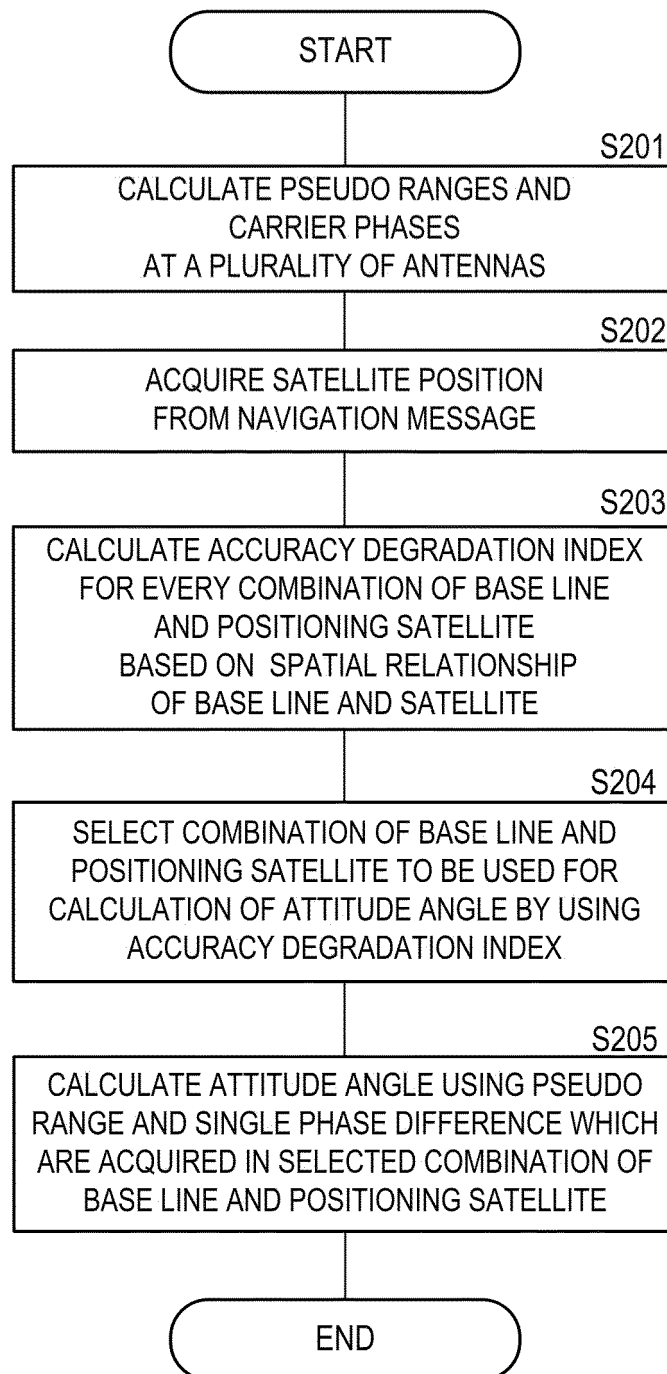 START
S201
CALCULATE PSEUDO RANGES AND
CARRIER PHASES
AT A PLURALITY OF ANTENNAS
S202
ACQUIRE SATELLITE POSITION
FROM NAVIGATION MESSAGE
S203
CALCULATE ACCURACY DEGRADATION INDEX
FOR EVERY COMBINATION OF BASE LINE
AND POSITIONING SATELLITE
BASED ON SPATIAL RELATIONSHIP
OF BASE LINE AND SATELLITE
S204
SELECT COMBINATION OF BASE LINE AND
POSITIONING SATELLITE TO BE USED FOR
CALCULATION OF ATTITUDE ANGLE BY USING
ACCURACY DEGRADATION INDEX
S205
CALCULATE ATTITUDE ANGLE USING PSEUDO
RANGE AND SINGLE PHASE DIFFERENCE WHICH
ARE ACQUIRED IN SELECTED COMBINATION OF
BASE LINE AND POSITIONING SATELLITE
END